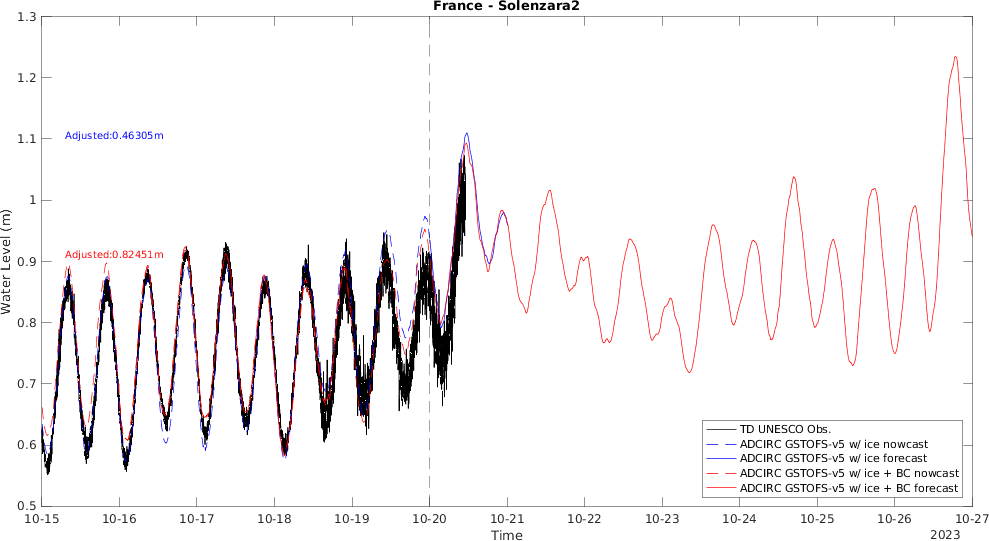 France - Solenzara2
1.3
1.2
1.1
1
0.9
0.8
0.7
0.6
0.5
Water Level (m)
Adjusted:0.46305m
Adjusted:0.82451m
TD UNESCO Obs.
ADCIRC GSTOFS-v5 w/ ice nowcast
ADCIRC GSTOFS-v5 w/ ice forecast
ADCIRC GSTOFS-v5 w/ ice + BC nowcast
ADCIRC GSTOFS-v5 w/ ice + BC forecast
10-15 10-16 10-17 10-18 10-19 10-20 10-21 10-22 10-23 10-24 10-25 10-26 10-27
Time
2023